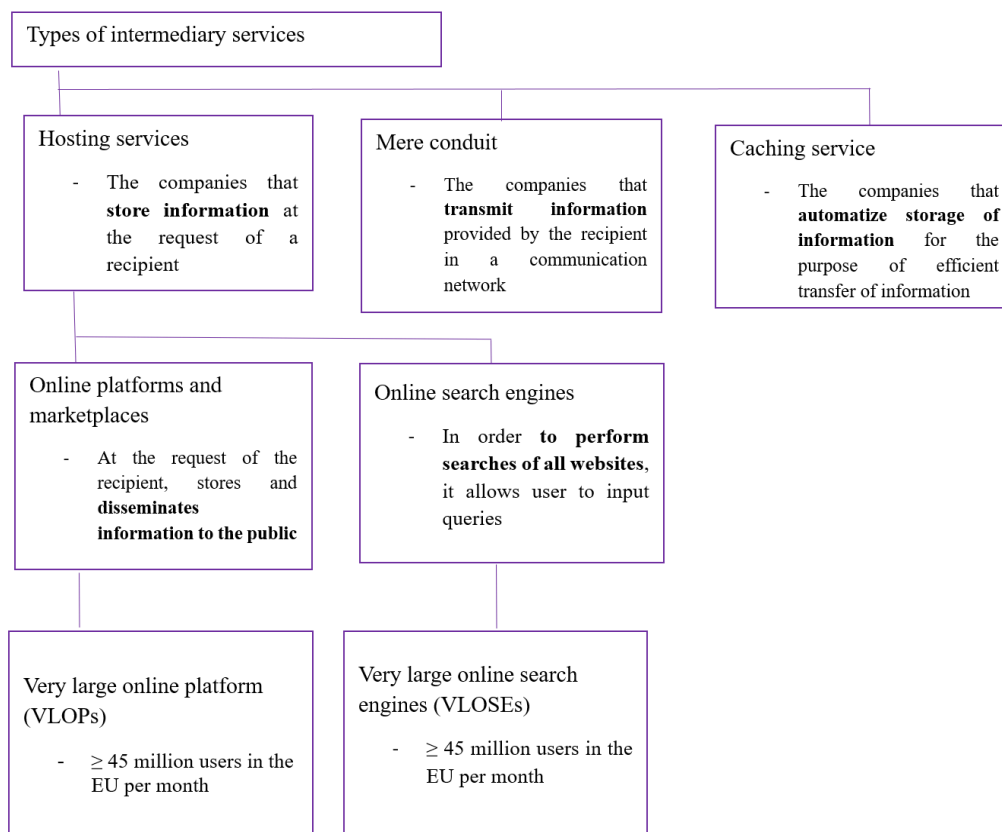 Types of intermediary services
Hosting services
- The companies that
store information at
the request of a
recipient
Mere conduit
- The companies that
transmit information
provided by the recipient
in a communication
network
Caching service
- The companies that
automatize storage of
information for the
purpose of efficient
transfer of information
Online platforms and
marketplaces
- At the request of the
recipient, stores and
disseminates
information to the public
Online search engines
- In order to perform
searches of all websites,
it allows user to input
queries
Very large online platform
(VLOPs)
- ≥ 45 million users in the
EU per month
Very large online search
engines (VLOSEs)
- ≥ 45 million users in the
EU per month